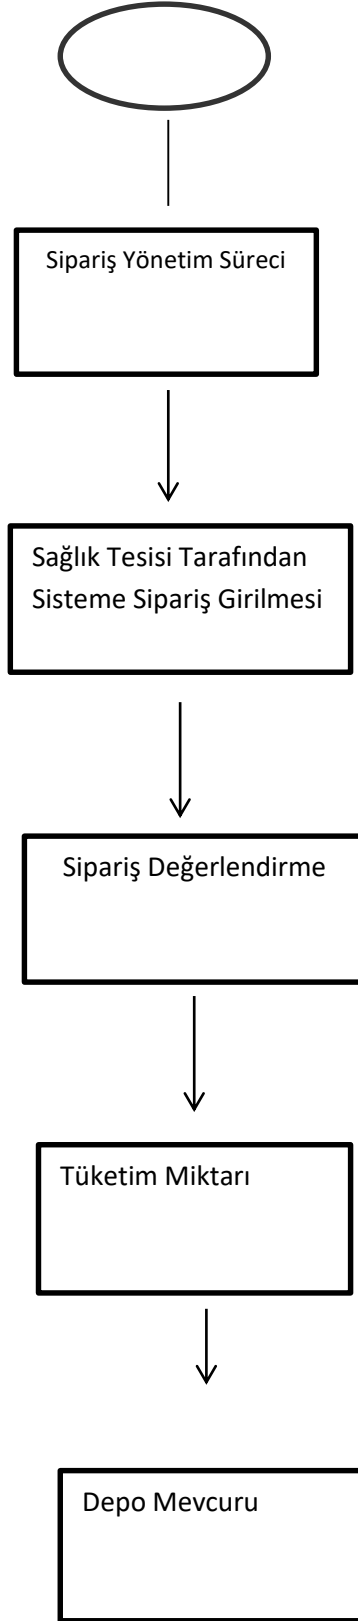 Sipariş Yönetim Süreci
Sağlık Tesisi Tarafından
Sisteme Sipariş Girilmesi
Sipariş Değerlendirme
Tüketim Miktarı
Depo Mevcuru